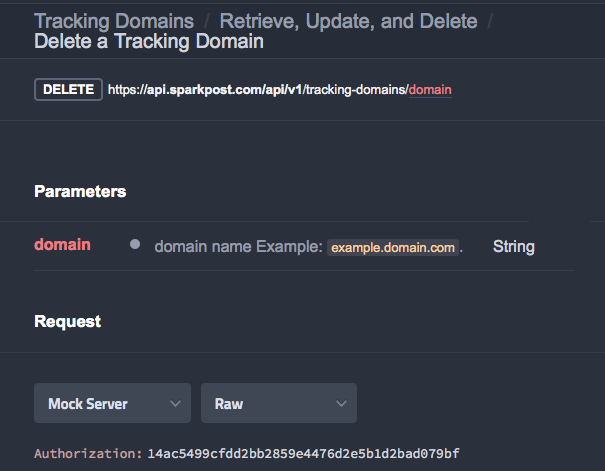 Tracking Domains / Retrieve, Update, and Delete /
Delete a Tracking Domain
DELETE https://api.sparkpost.com/api/v1/tracking-domains/domain
Parameters
domain domain name Example: example.domain.com. String
Request
Mock Server Raw
Authorization: 14ac5499cfdd2bb2859e4476d2e5b1d2bad079bf